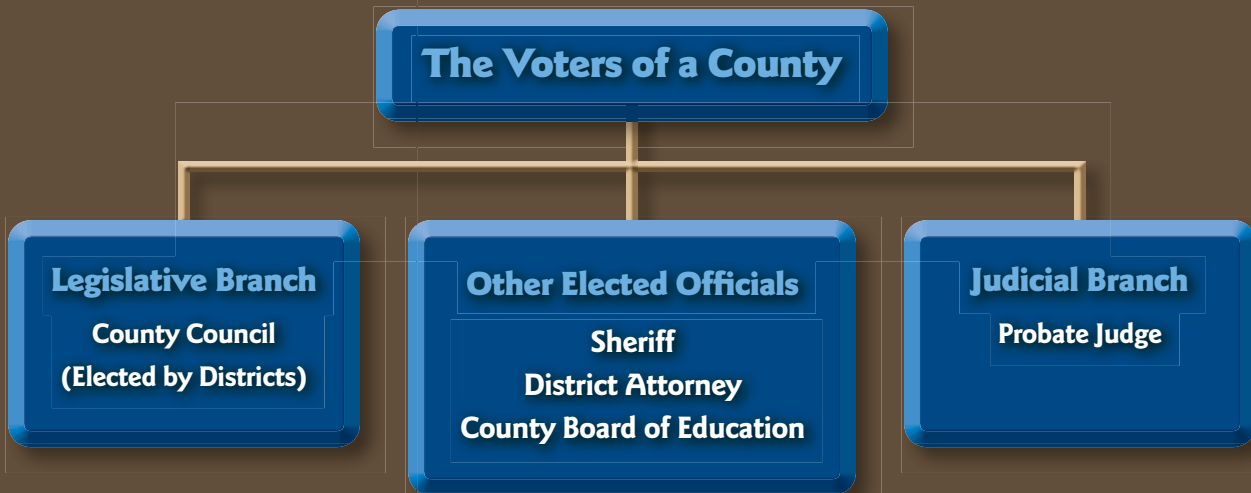 The Voters of a County
Legislative Branch
County Council
(Elected by Districts)
Other Elected Officials
Sheriff
District Attorney
County Board of Education
Judicial Branch
Probate Judge